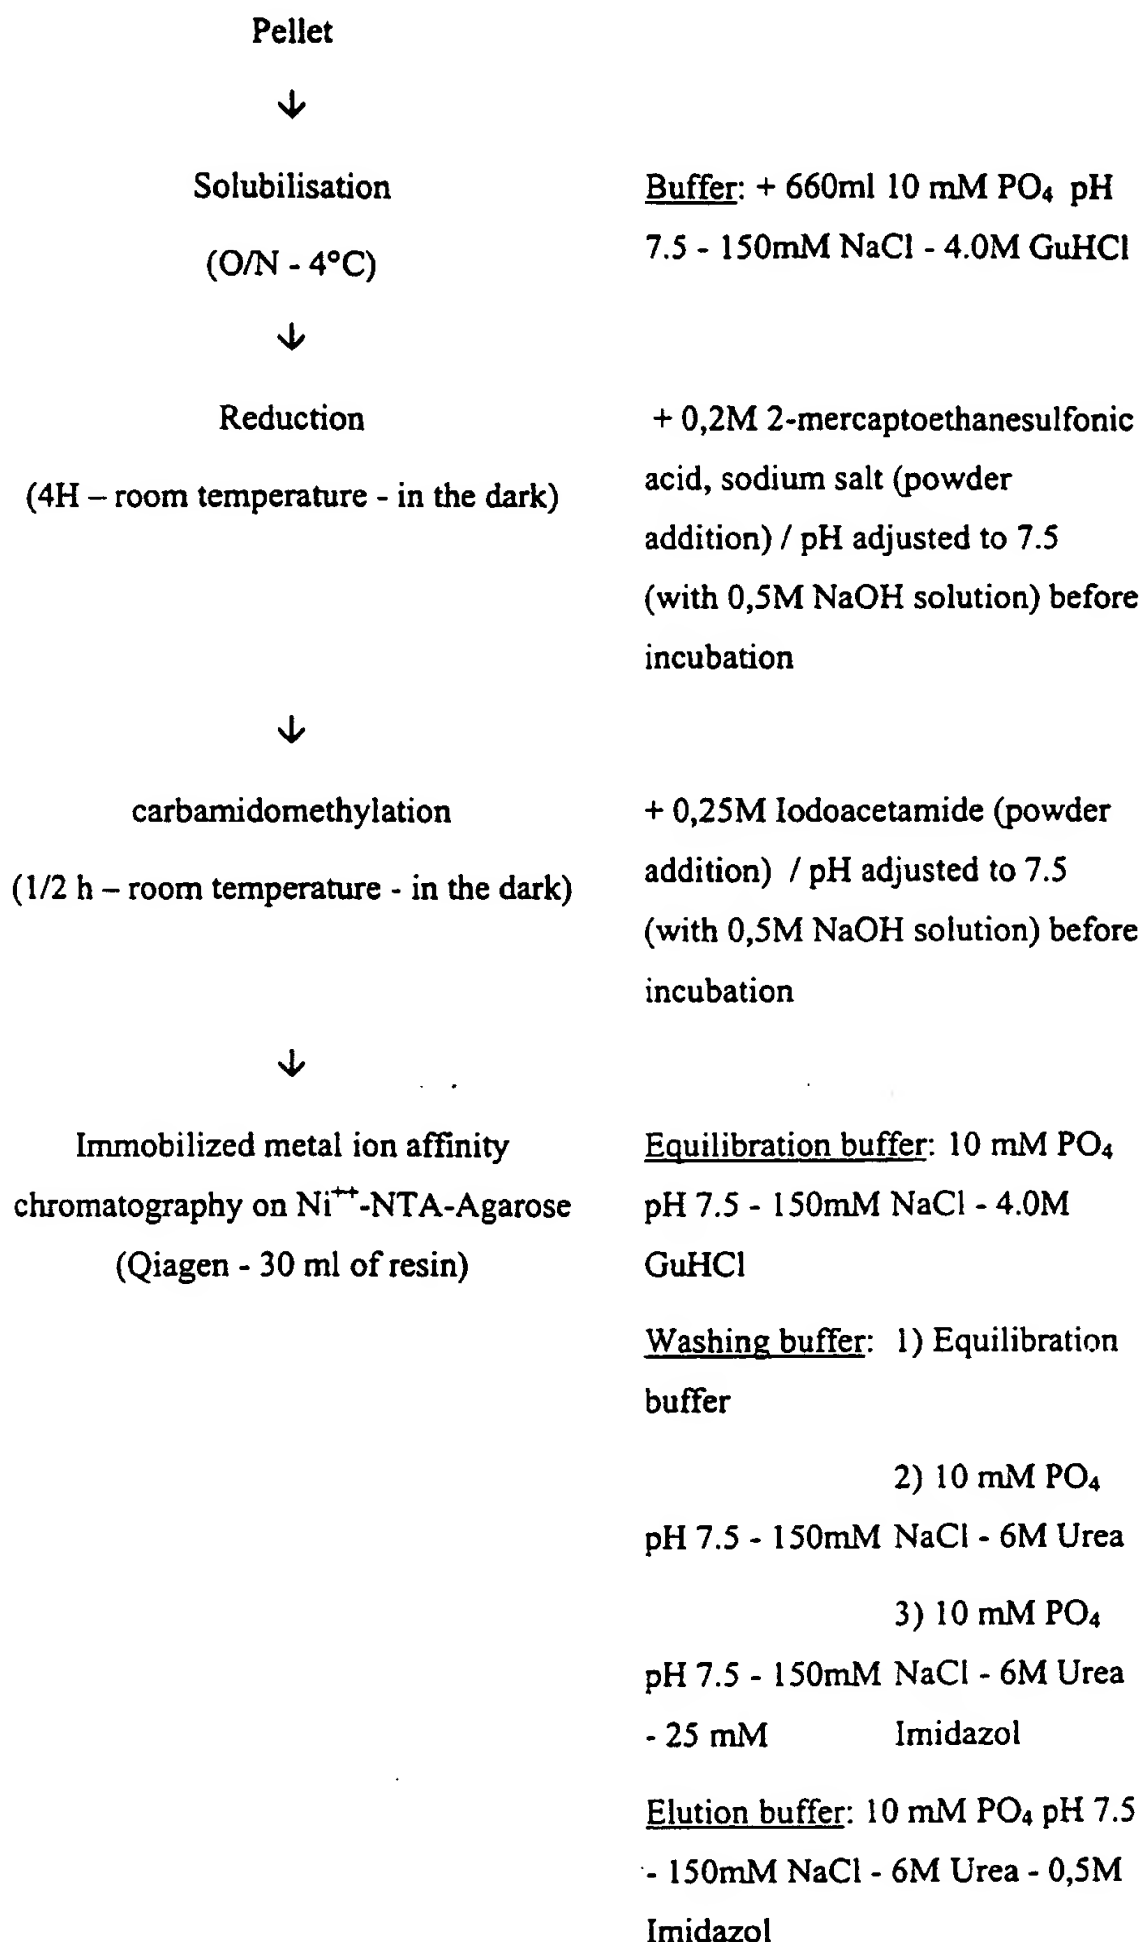 Pellet
↓
Solubilisation
(O/N - 4°C)
Buffer: + 660ml 10 mM PO₄ pH
7.5 - 150mM NaCl - 4.0M GuHCl
↓
Reduction
(4H – room temperature - in the dark)
+ 0,2M 2-mercaptoethanesulfonic
acid, sodium salt (powder
addition) / pH adjusted to 7.5
(with 0,5M NaOH solution) before
incubation
↓
carbamidomethylation
(1/2 h – room temperature - in the dark)
+ 0,25M Iodoacetamide (powder
addition) / pH adjusted to 7.5
(with 0,5M NaOH solution) before
incubation
↓
Immobilized metal ion affinity
chromatography on Ni⁺⁺-NTA-Agarose
(Qiagen - 30 ml of resin)
Equilibration buffer: 10 mM PO₄
pH 7.5 - 150mM NaCl - 4.0M
GuHCl
Washing buffer: 1) Equilibration
buffer
2) 10 mM PO₄
pH 7.5 - 150mM NaCl - 6M Urea
3) 10 mM PO₄
pH 7.5 - 150mM NaCl - 6M Urea
- 25 mM Imidazol
Elution buffer: 10 mM PO₄ pH 7.5
- 150mM NaCl - 6M Urea - 0,5M
Imidazol